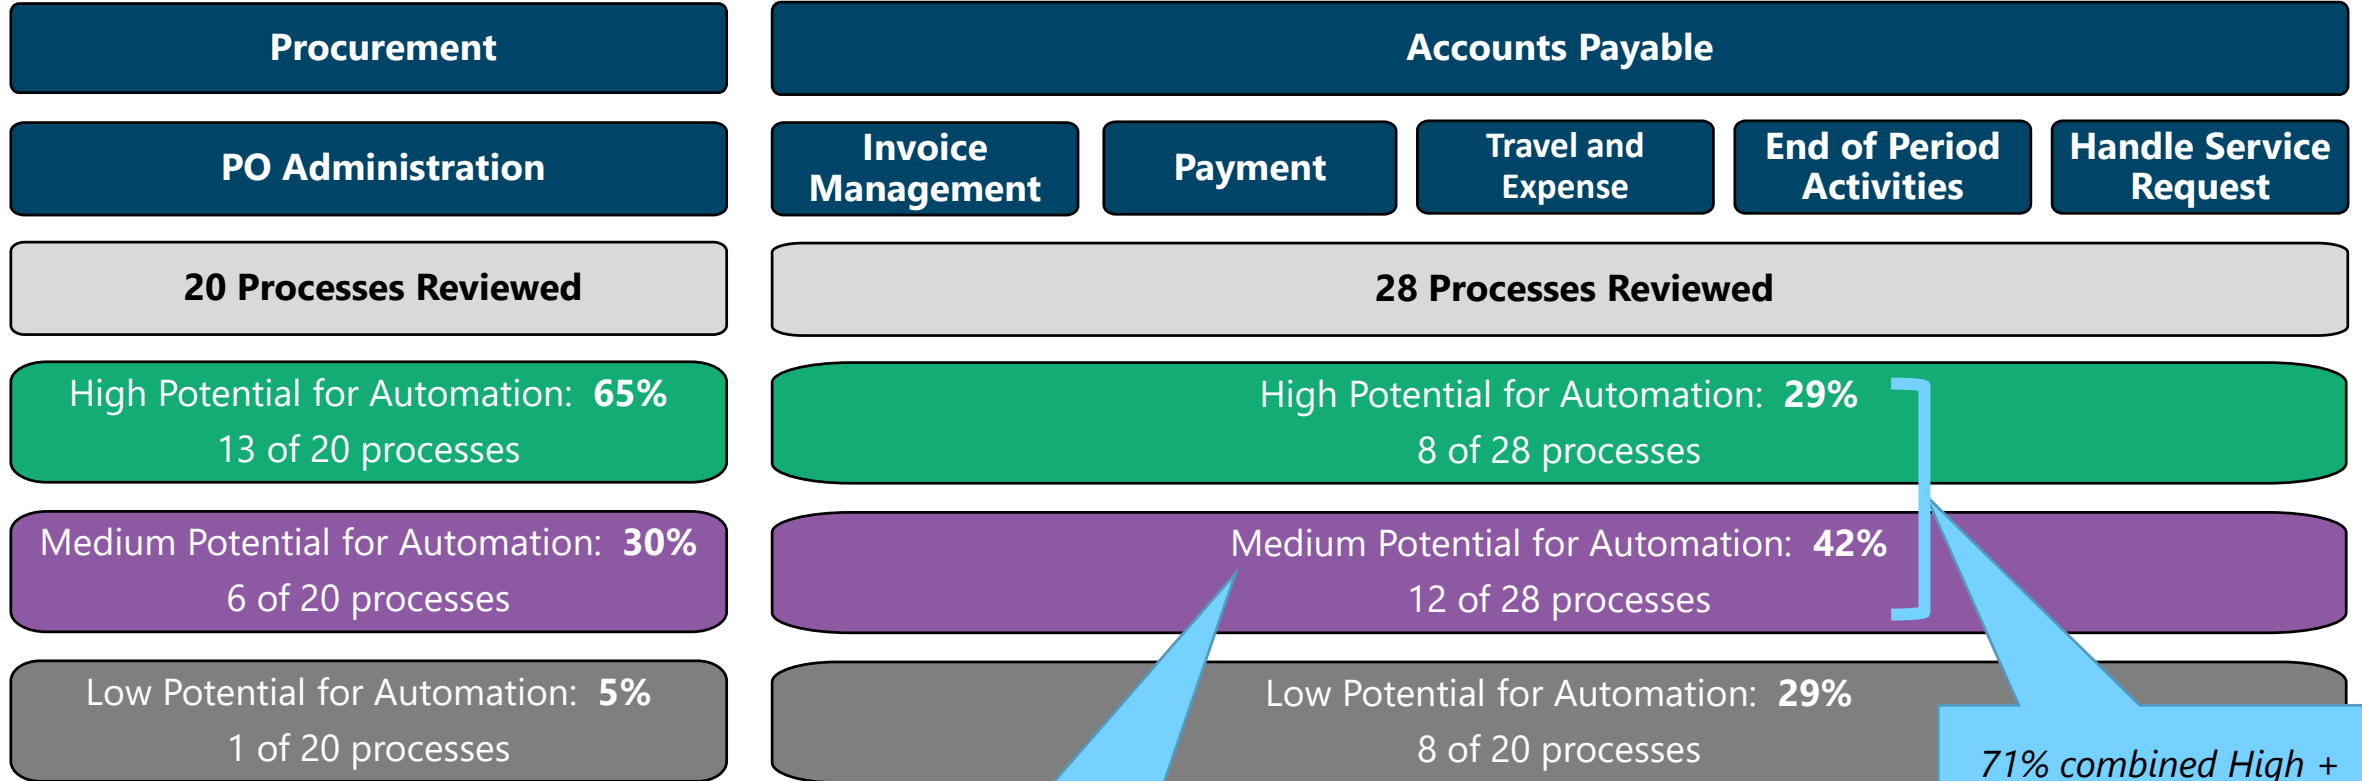 Procurement
Accounts Payable
PO Administration
Invoice
Management
Payment
Travel and
Expense
End of Period
Activities
Handle Service
Request
20 Processes Reviewed
28 Processes Reviewed
High Potential for Automation: 65%
13 of 20 processes
High Potential for Automation: 29%
8 of 28 processes
Medium Potential for Automation: 30%
6 of 20 processes
Medium Potential for Automation: 42%
12 of 28 processes
Low Potential for Automation: 5%
1 of 20 processes
Low Potential for Automation: 29%
8 of 20 processes
71% combined High +